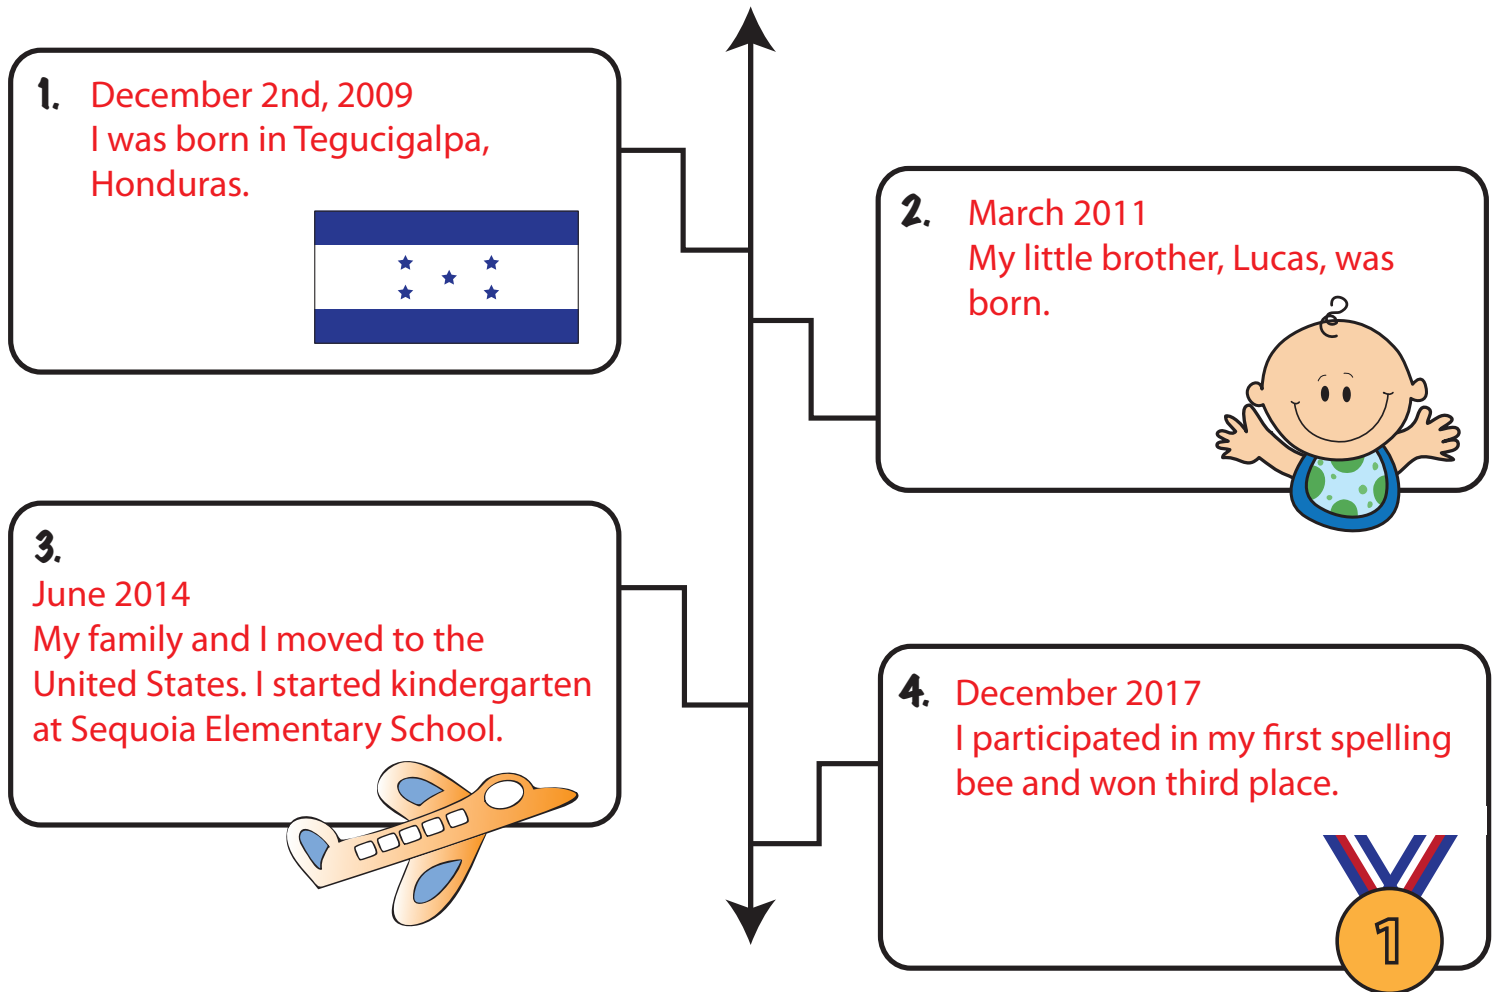 1. December 2nd, 2009
I was born in Tegucigalpa,
Honduras.
2. March 2011
My little brother, Lucas, was
born.
3.
June 2014
My family and I moved to the
United States. I started kindergarten
at Sequoia Elementary School.
4. December 2017
I participated in my first spelling
bee and won third place.
1